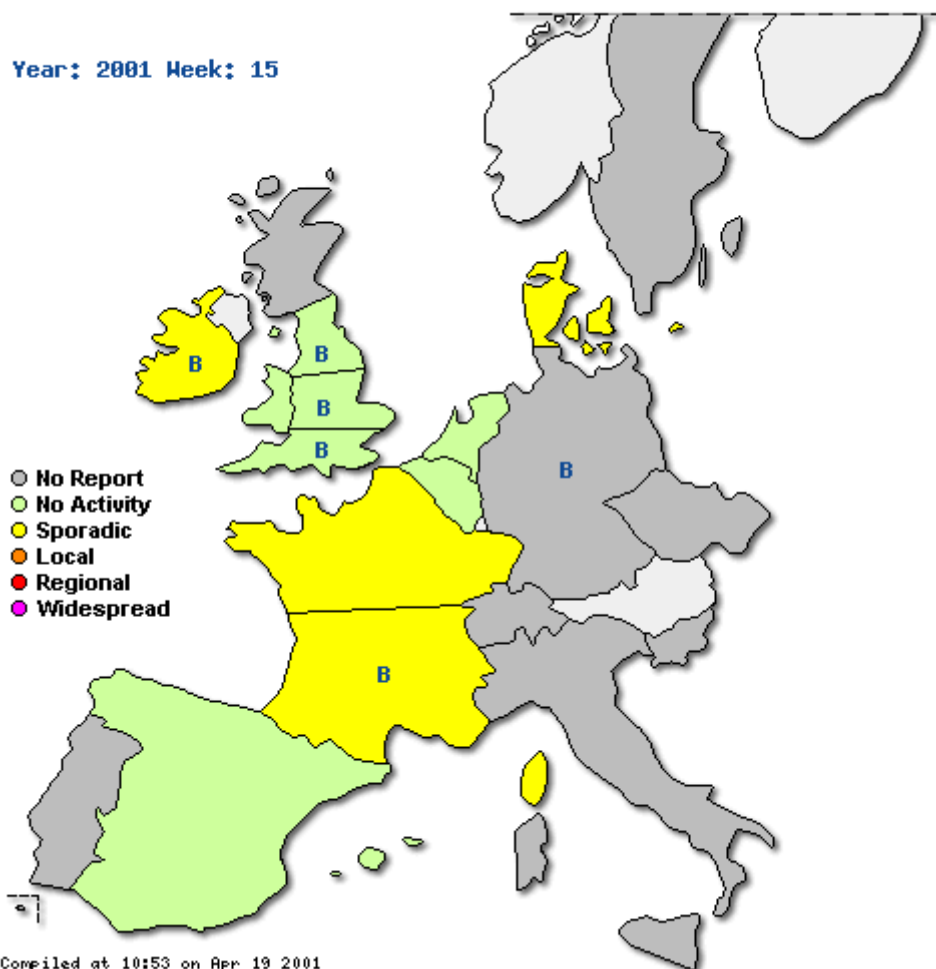 Year: 2001 Week: 15
B
B
B
B
B
B
No Report
No Activity
Sporadic
Local
Regional
Widespread
Compiled at 10:53 on Apr 19 2001